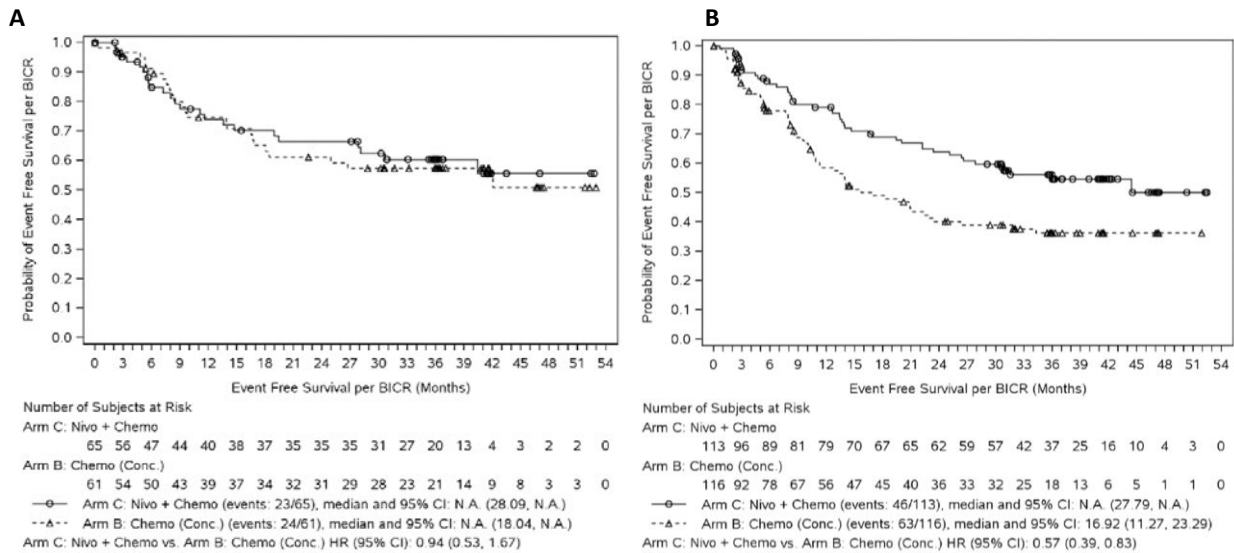 A
Probability of Event Free Survival per BICR
1.0
0.9
0.8
0.7
0.6
0.5
0.4
0.3
0.2
0.1
0.0
0 3 6 9 12 15 18 21 24 27 30 33 36 39 42 45 48 51 54
Event Free Survival per BICR (Months)
Number of Subjects at Risk
Arm C: Nivo + Chemo
65 56 47 44 40 38 37 35 35 35 31 27 20 13 4 3 2 2 0
Arm B: Chemo (Conc.)
61 54 50 43 39 36 32 31 29 28 23 21 20 14 9 8 3 3 0
Arm C: Nivo + Chemo (events: 23/65), median and 95% CI: N.A. (28.09, N.A.)
Arm B: Chemo (Conc.) (events: 24/61), median and 95% CI: N.A. (18.04, N.A.)
Arm C: Nivo + Chemo vs. Arm B: Chemo (Conc.) HR (95% CI): 0.94 (0.53, 1.67)
B
Probability of Event Free Survival per BICR
1.0
0.9
0.8
0.7
0.6
0.5
0.4
0.3
0.2
0.1
0.0
0 3 6 9 12 15 18 21 24 27 30 33 36 39 42 45 48 51 54
Event Free Survival per BICR (Months)
Number of Subjects at Risk
Arm C: Nivo + Chemo
113 96 89 81 79 70 67 65 62 59 57 42 37 25 16 10 4 3 0
Arm B: Chemo (Conc.)
116 92 78 67 56 47 45 40 36 33 32 25 18 13 6 5 1 1 0
Arm C: Nivo + Chemo (events: 46/113), median and 95% CI: N.A. (27.79, N.A.)
Arm B: Chemo (Conc.) (events: 63/116), median and 95% CI: 16.92 (11.27, 23.29)
Arm C: Nivo + Chemo vs. Arm B: Chemo (Conc.) HR (95% CI): 0.57 (0.39, 0.83)